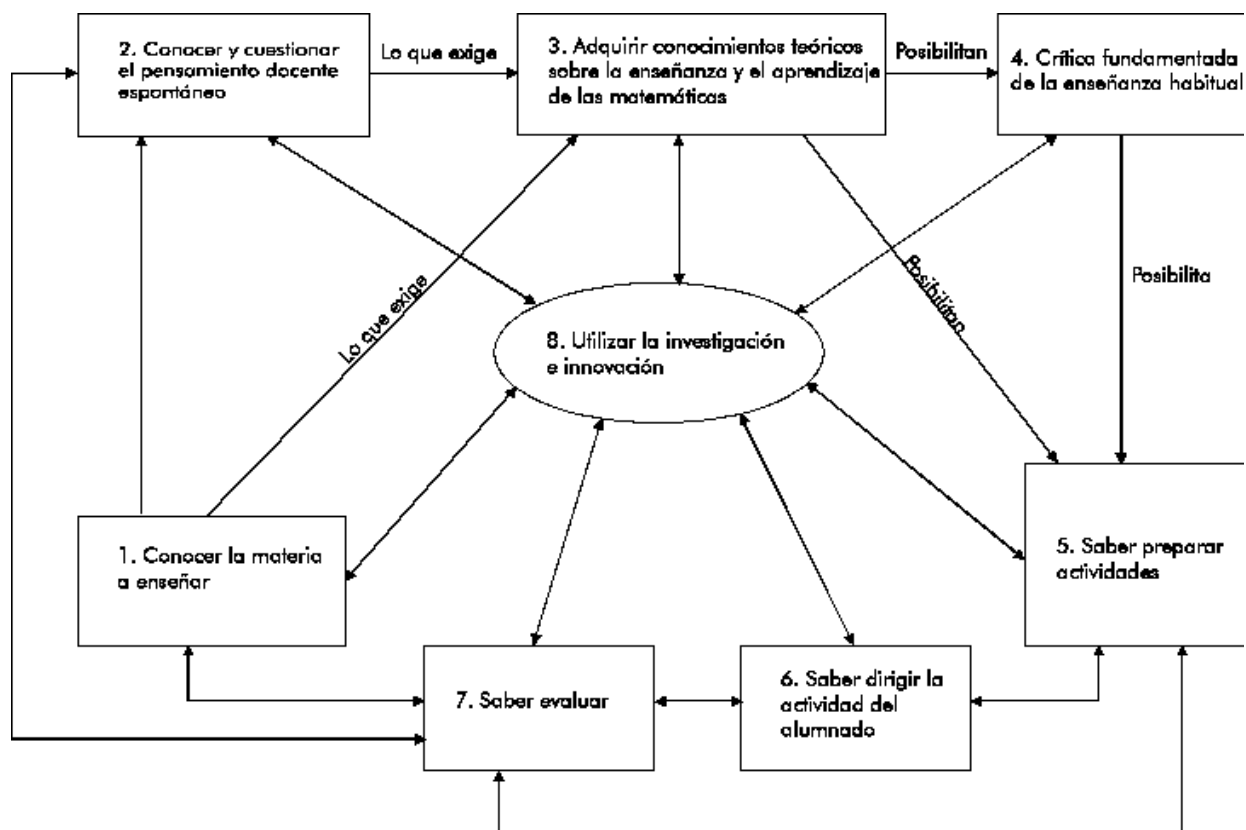 2. Conocer y cuestionar
el pensamiento docente
espontáneo
Lo que exige
3. Adquirir conocimientos teóricos
sobre la enseñanza y el aprendizaje
de las matemáticas
Posibilitan
4. Crítica fundamentada
de la enseñanza habitual
Lo que exige
Posibilitan
Posibilita
8. Utilizar la investigación
e innovación
1. Conocer la materia
a enseñar
5. Saber preparar
actividades
7. Saber evaluar
6. Saber dirigir la
actividad del
alumnado